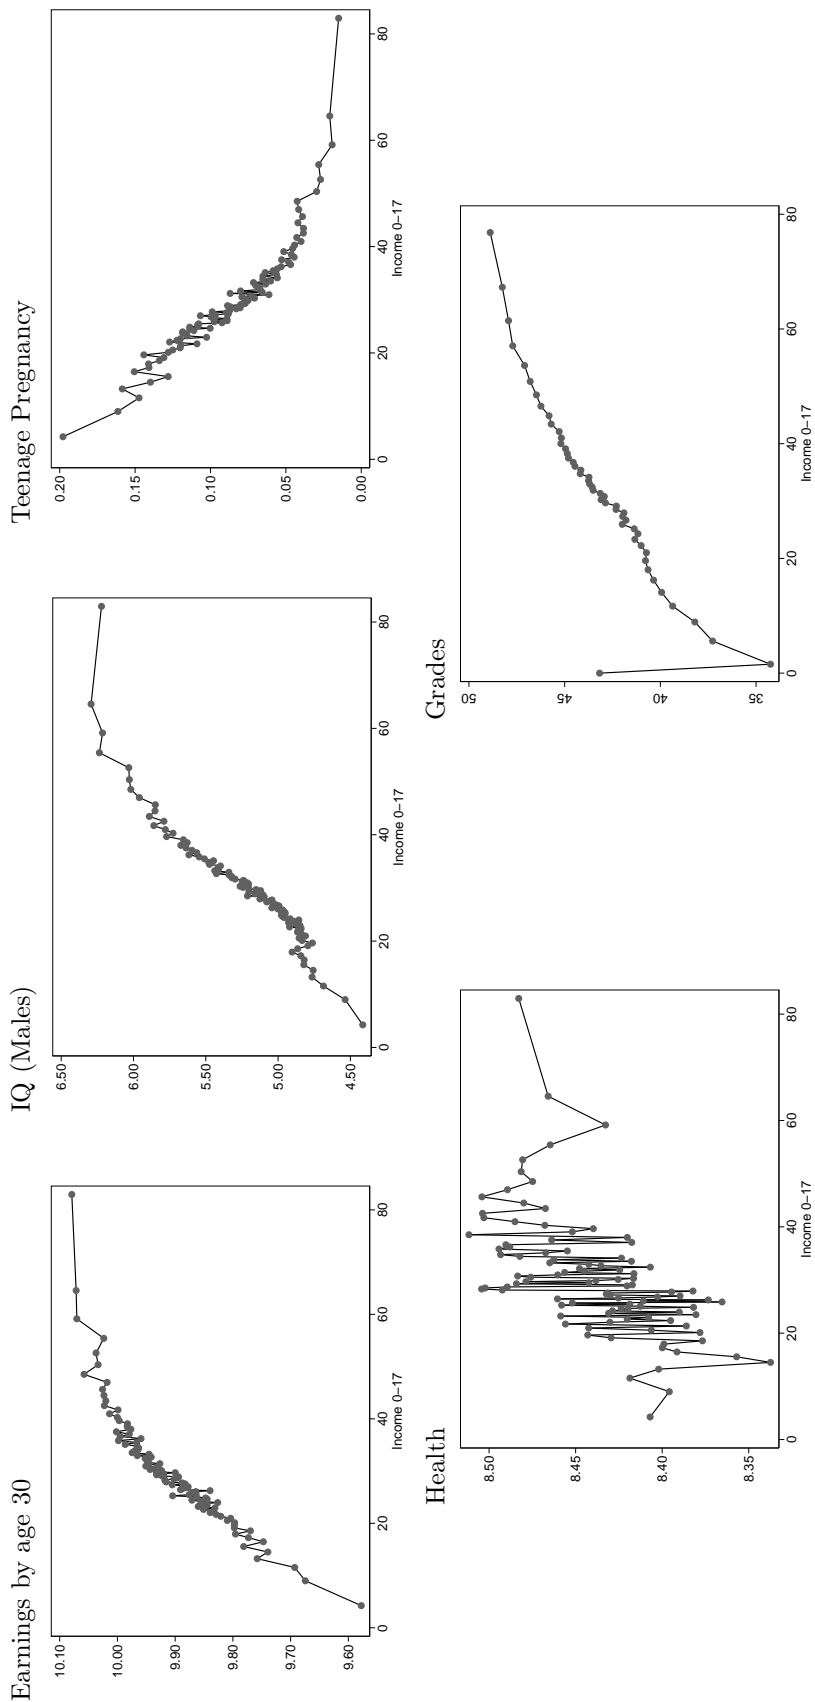 Earnings by age 30
10.10
10.00
9.90
9.80
9.70
9.60
0 20 40 60 80
Income 0−17
IQ (Males)
6.50
6.00
5.50
5.00
4.50
0 20 40 60 80
Income 0−17
Teenage Pregnancy
0.20
0.15
0.10
0.05
0.00
0 20 40 60 80
Income 0−17
Health
8.50
8.45
8.40
8.35
0 20 40 60 80
Income 0−17
Grades
50
45
40
35
0 20 40 60 80
Income 0−17